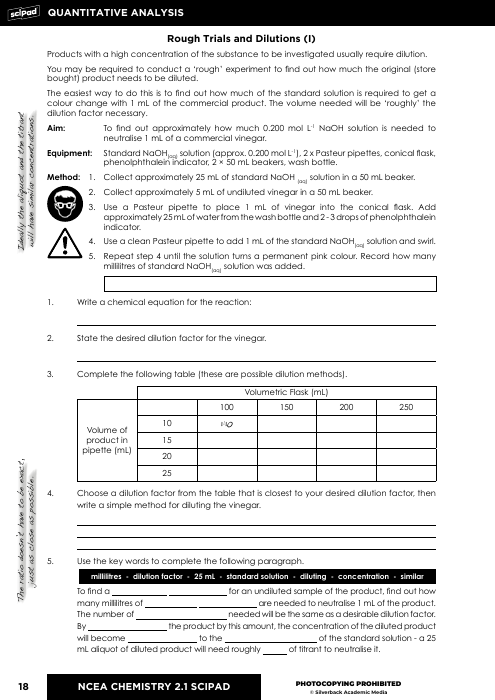 scipad QUANTITATIVE ANALYSIS
Rough Trials and Dilutions (I)
Products with a high concentration of the substance to be investigated usually require dilution.
You may be required to conduct a ‘rough’ experiment to find out how much the original (store
bought) product needs to be diluted.
The easiest way to do this is to find out how much of the standard solution is required to get a
colour change with 1 mL of the commercial product. The volume needed will be ‘roughly’ the
dilution factor necessary.
Ideally the aliquot and the titrant
will have similar concentrations.
Aim: To find out approximately how much 0.200 mol L⁻¹ NaOH solution is needed to
neutralise 1 mL of a commercial vinegar.
Equipment: Standard NaOH(aq) solution (approx. 0.200 mol L⁻¹), 2 x Pasteur pipettes, conical flask,
phenolphthalein indicator, 2 × 50 mL beakers, wash bottle.
Method: 1. Collect approximately 25 mL of standard NaOH (aq) solution in a 50 mL beaker.
2. Collect approximately 5 mL of undiluted vinegar in a 50 mL beaker.
3. Use a Pasteur pipette to place 1 mL of vinegar into the conical flask. Add
approximately 25 mL of water from the wash bottle and 2 - 3 drops of phenolphthalein
indicator.
4. Use a clean Pasteur pipette to add 1 mL of the standard NaOH(aq) solution and swirl.
5. Repeat step 4 until the solution turns a permanent pink colour. Record how many
millilitres of standard NaOH(aq) solution was added.
1. Write a chemical equation for the reaction:
2. State the desired dilution factor for the vinegar.
3. Complete the following table (these are possible dilution methods).
Volumetric Flask (mL)
100 150 200 250
Volume of
product in
pipette (mL)
10 1:10
15
20
25
The ratio doesn't have to be exact,
just as close as possible.
4. Choose a dilution factor from the table that is closest to your desired dilution factor, then
write a simple method for diluting the vinegar.
5. Use the key words to complete the following paragraph.
millilitres - dilution factor - 25 mL - standard solution - diluting - concentration - similar
To find a ________ ________ for an undiluted sample of the product, find out how
many millilitres of ________ ________ are needed to neutralise 1 mL of the product.
The number of ________ needed will be the same as a desirable dilution factor.
By ________ the product by this amount, the concentration of the diluted product
will become ________ to the ________ of the standard solution - a 25
mL aliquot of diluted product will need roughly ____ of titrant to neutralise it.
18 NCEA CHEMISTRY 2.1 SCIPAD PHOTOCOPYING PROHIBITED
© Silverback Academic Media